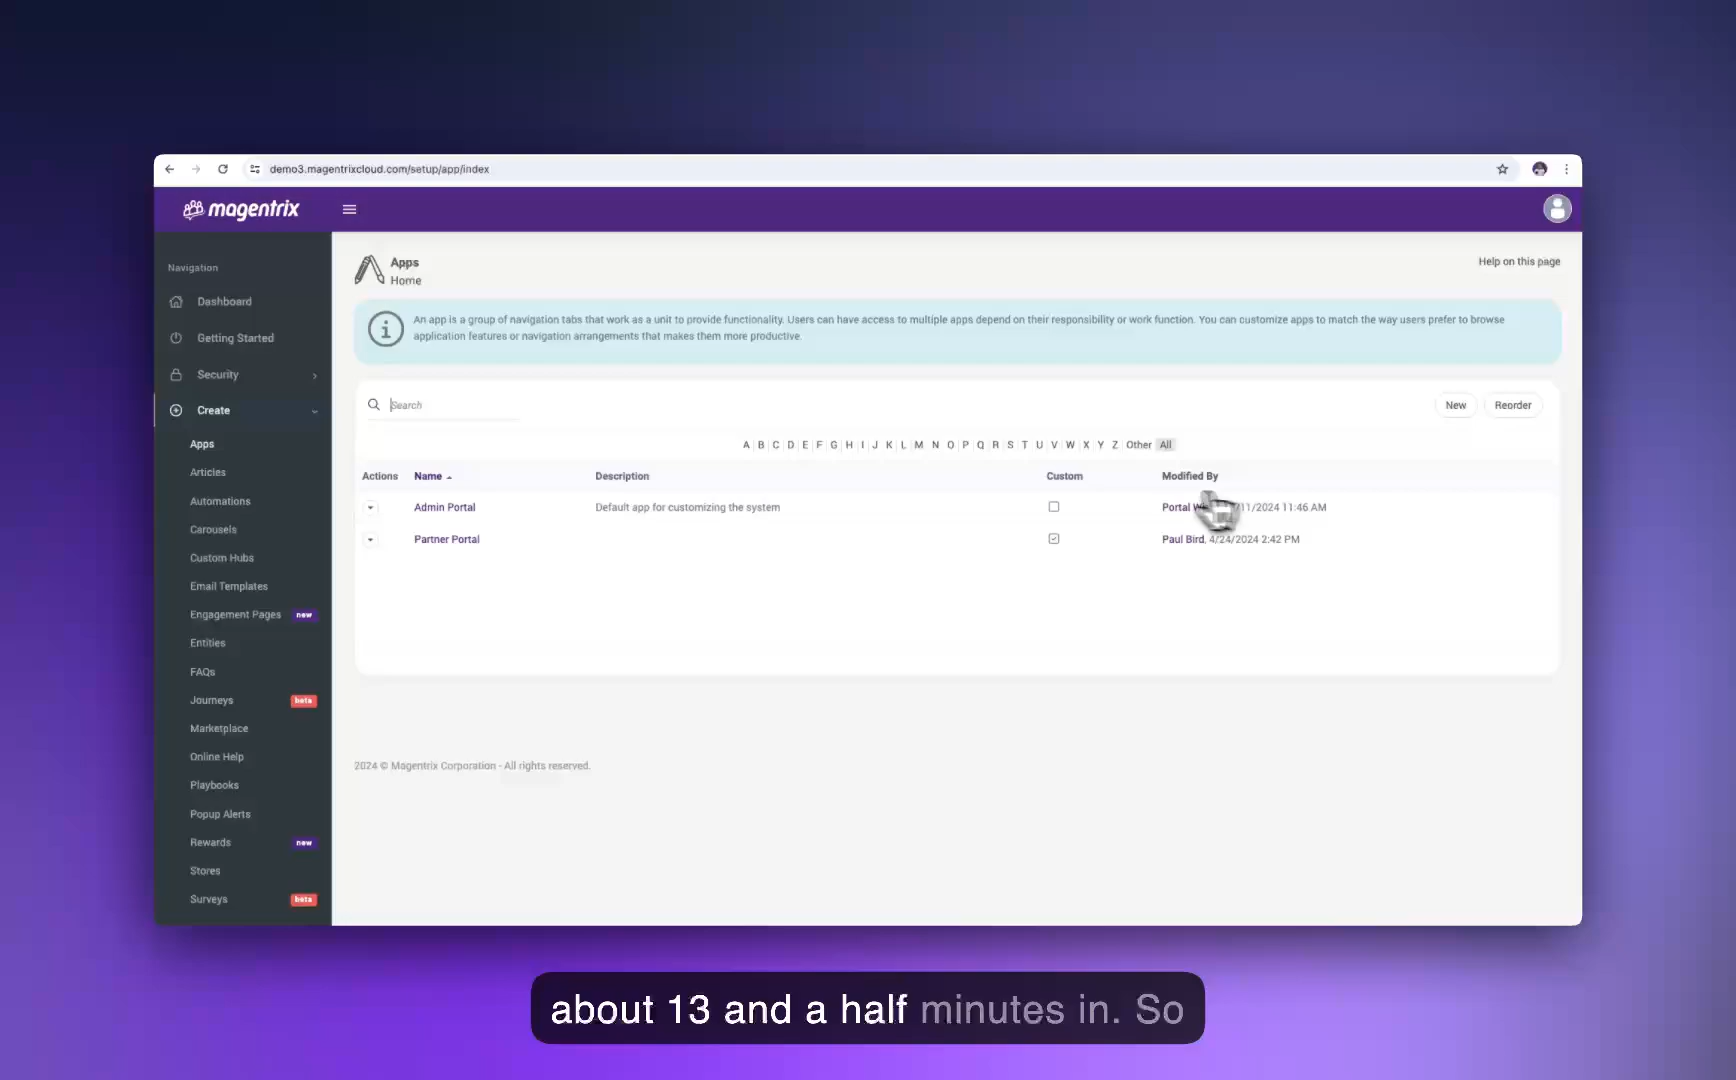 demo3.magentrixcloud.com/setup/app/index
magentrix
Navigation
Dashboard
Getting Started
Security
Create
Apps
Articles
Automations
Carousels
Custom Hubs
Email Templates
Engagement Pages new
Entities
FAQs
Journeys beta
Marketplace
Online Help
Playbooks
Popup Alerts
Rewards new
Stores
Surveys beta
Apps
Home
Help on this page
An app is a group of navigation tabs that work as a unit to provide functionality. Users can have access to multiple apps depend on their responsibility or work function. You can customize apps to match the way users prefer to browse
application features or navigation arrangements that makes them more productive.
Search
New Reorder
A B C D E F G H I J K L M N O P Q R S T U V W X Y Z Other All
Actions Name Description Custom Modified By
Admin Portal Default app for customizing the system Portal 11:46 AM
Partner Portal Paul Bird, 4/24/2024 2:42 PM
2024 © Magentrix Corporation - All rights reserved.
about 13 and a half minutes in. So